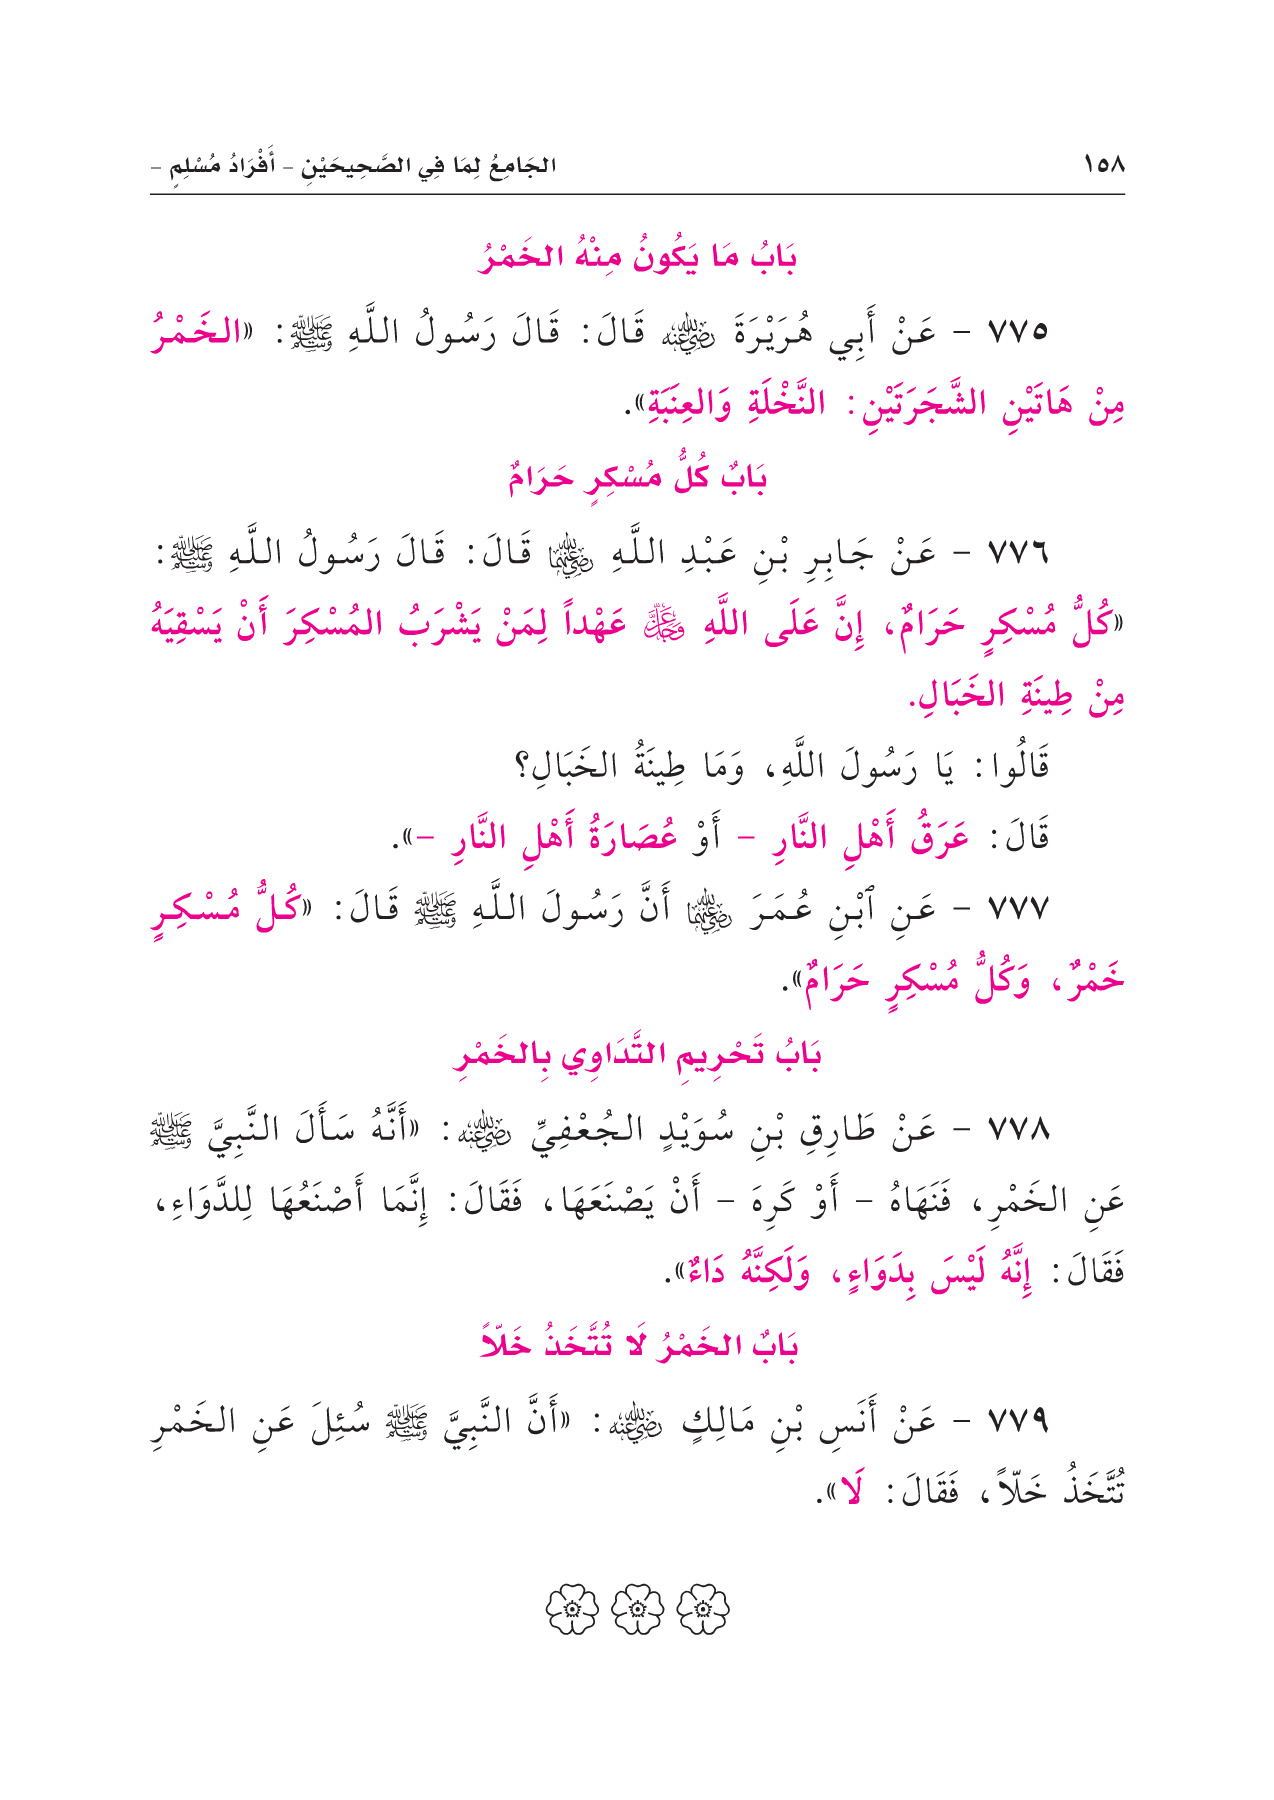 ١٥٨ الجَامِعُ لِمَا فِي الصَّحِيحَيْنِ - أَفْرَادُ مُسْلِمٍ -
بَابُ مَا يَكُونُ مِنْهُ الخَمْرُ
٧٧٥ - عَنْ أَبِي هُرَيْرَةَ رضي الله عنه قَالَ: قَالَ رَسُولُ اللَّهِ ﷺ: «الخَمْرُ
مِنْ هَاتَيْنِ الشَّجَرَتَيْنِ: النَّخْلَةِ وَالعِنَبَةِ».
بَابٌ كُلُّ مُسْكِرٍ حَرَامٌ
٧٧٦ - عَنْ جَابِرِ بْنِ عَبْدِ اللَّهِ رضي الله عنهما قَالَ: قَالَ رَسُولُ اللَّهِ ﷺ:
«كُلُّ مُسْكِرٍ حَرَامٌ، إِنَّ عَلَى اللَّهِ عز وجل عَهْداً لِمَنْ يَشْرَبُ المُسْكِرَ أَنْ يَسْقِيَهُ
مِنْ طِينَةِ الخَبَالِ.
قَالُوا: يَا رَسُولَ اللَّهِ، وَمَا طِينَةُ الخَبَالِ؟
قَالَ: عَرَقُ أَهْلِ النَّارِ - أَوْ عُصَارَةُ أَهْلِ النَّارِ -».
٧٧٧ - عَنِ ٱبْنِ عُمَرَ رضي الله عنهما أَنَّ رَسُولَ اللَّهِ ﷺ قَالَ: «كُلُّ مُسْكِرٍ
خَمْرٌ، وَكُلُّ مُسْكِرٍ حَرَامٌ».
بَابُ تَحْرِيمِ التَّدَاوِي بِالخَمْرِ
٧٧٨ - عَنْ طَارِقِ بْنِ سُوَيْدٍ الجُعْفِيِّ رضي الله عنه: «أَنَّهُ سَأَلَ النَّبِيَّ ﷺ
عَنِ الخَمْرِ، فَنَهَاهُ - أَوْ كَرِهَ - أَنْ يَصْنَعَهَا، فَقَالَ: إِنَّمَا أَصْنَعُهَا لِلدَّوَاءِ،
فَقَالَ: إِنَّهُ لَيْسَ بِدَوَاءٍ، وَلَكِنَّهُ دَاءٌ».
بَابٌ الخَمْرُ لَا تُتَّخَذُ خَلّاً
٧٧٩ - عَنْ أَنَسِ بْنِ مَالِكٍ رضي الله عنه: «أَنَّ النَّبِيَّ ﷺ سُئِلَ عَنِ الخَمْرِ
تُتَّخَذُ خَلّاً، فَقَالَ: لَا».